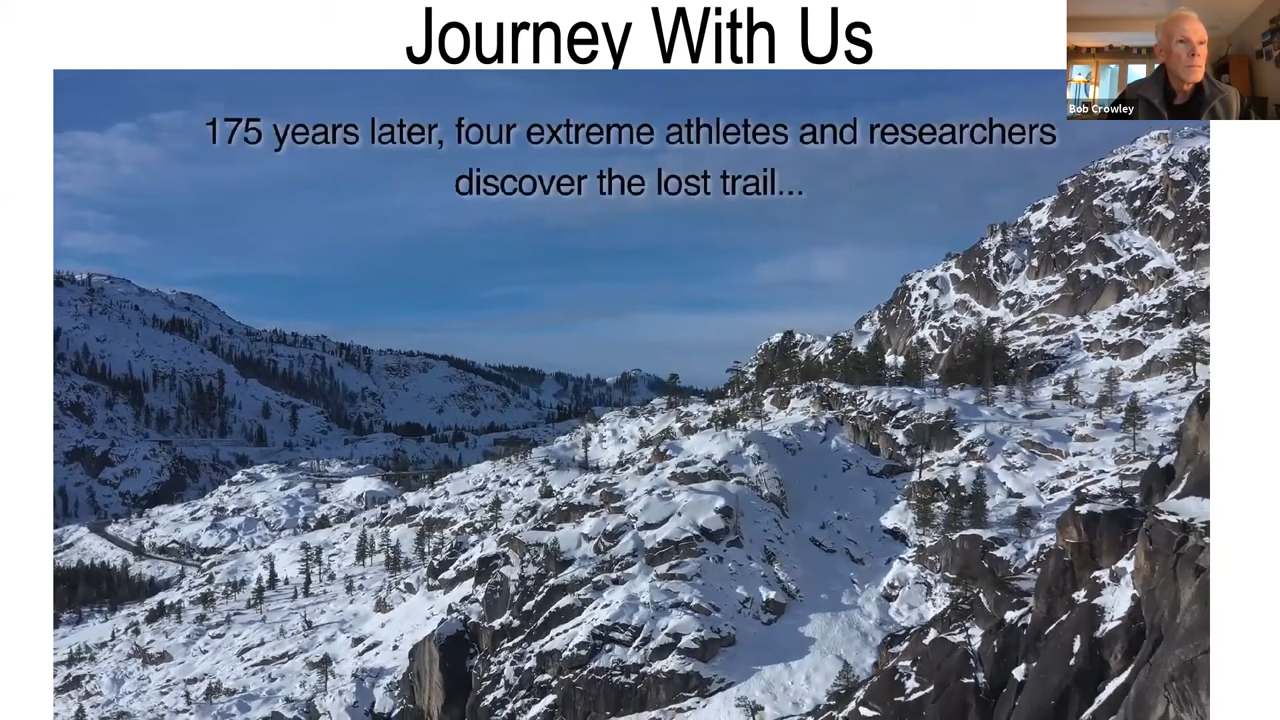 Journey With Us
Bob Crowley
175 years later, four extreme athletes and researchers
discover the lost trail...